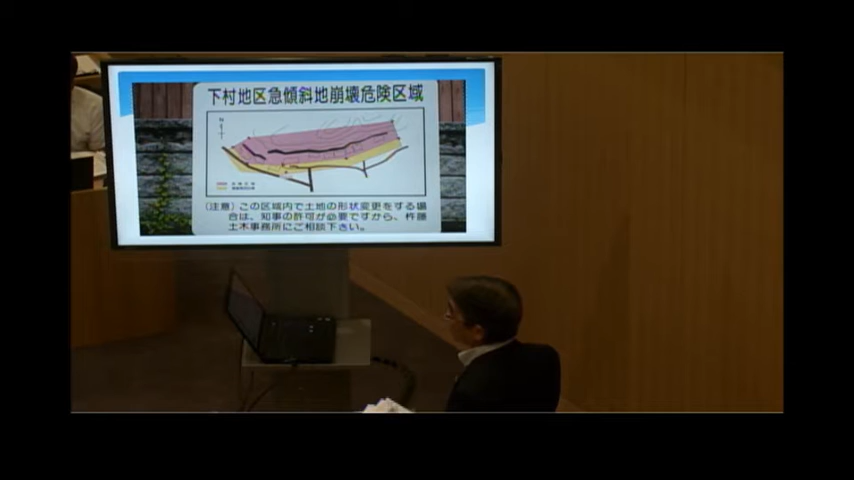 下村地区急傾斜地崩壊危険区域
N
(注意)この区域内で土地の形状変更をする場
合は、知事の許可が必要ですから、杵藤
土木事務所にご相談下さい。